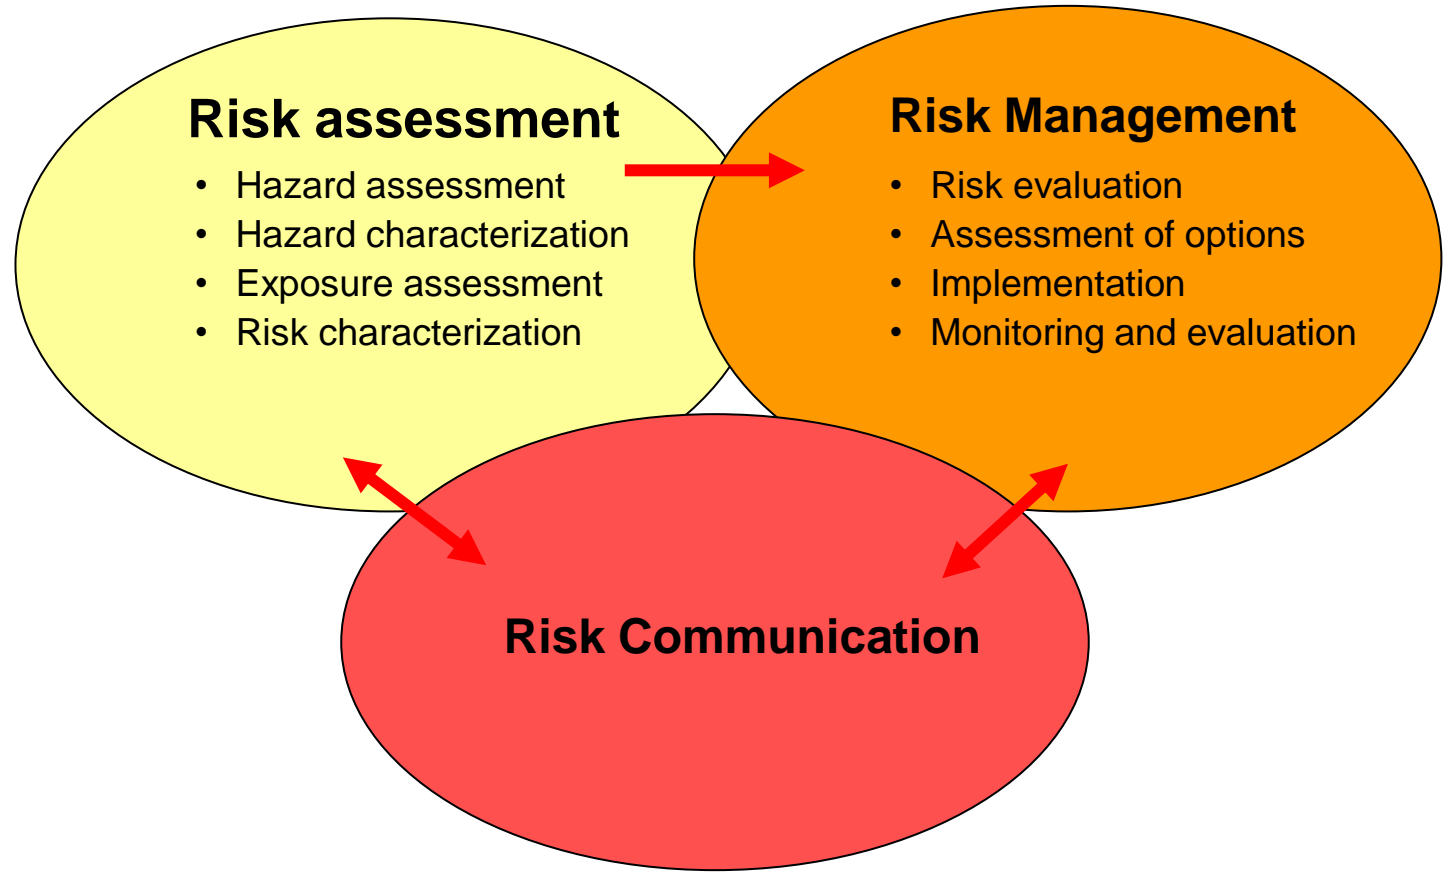 Risk assessment
• Hazard assessment
• Hazard characterization
• Exposure assessment
• Risk characterization
Risk Management
• Risk evaluation
• Assessment of options
• Implementation
• Monitoring and evaluation
Risk Communication